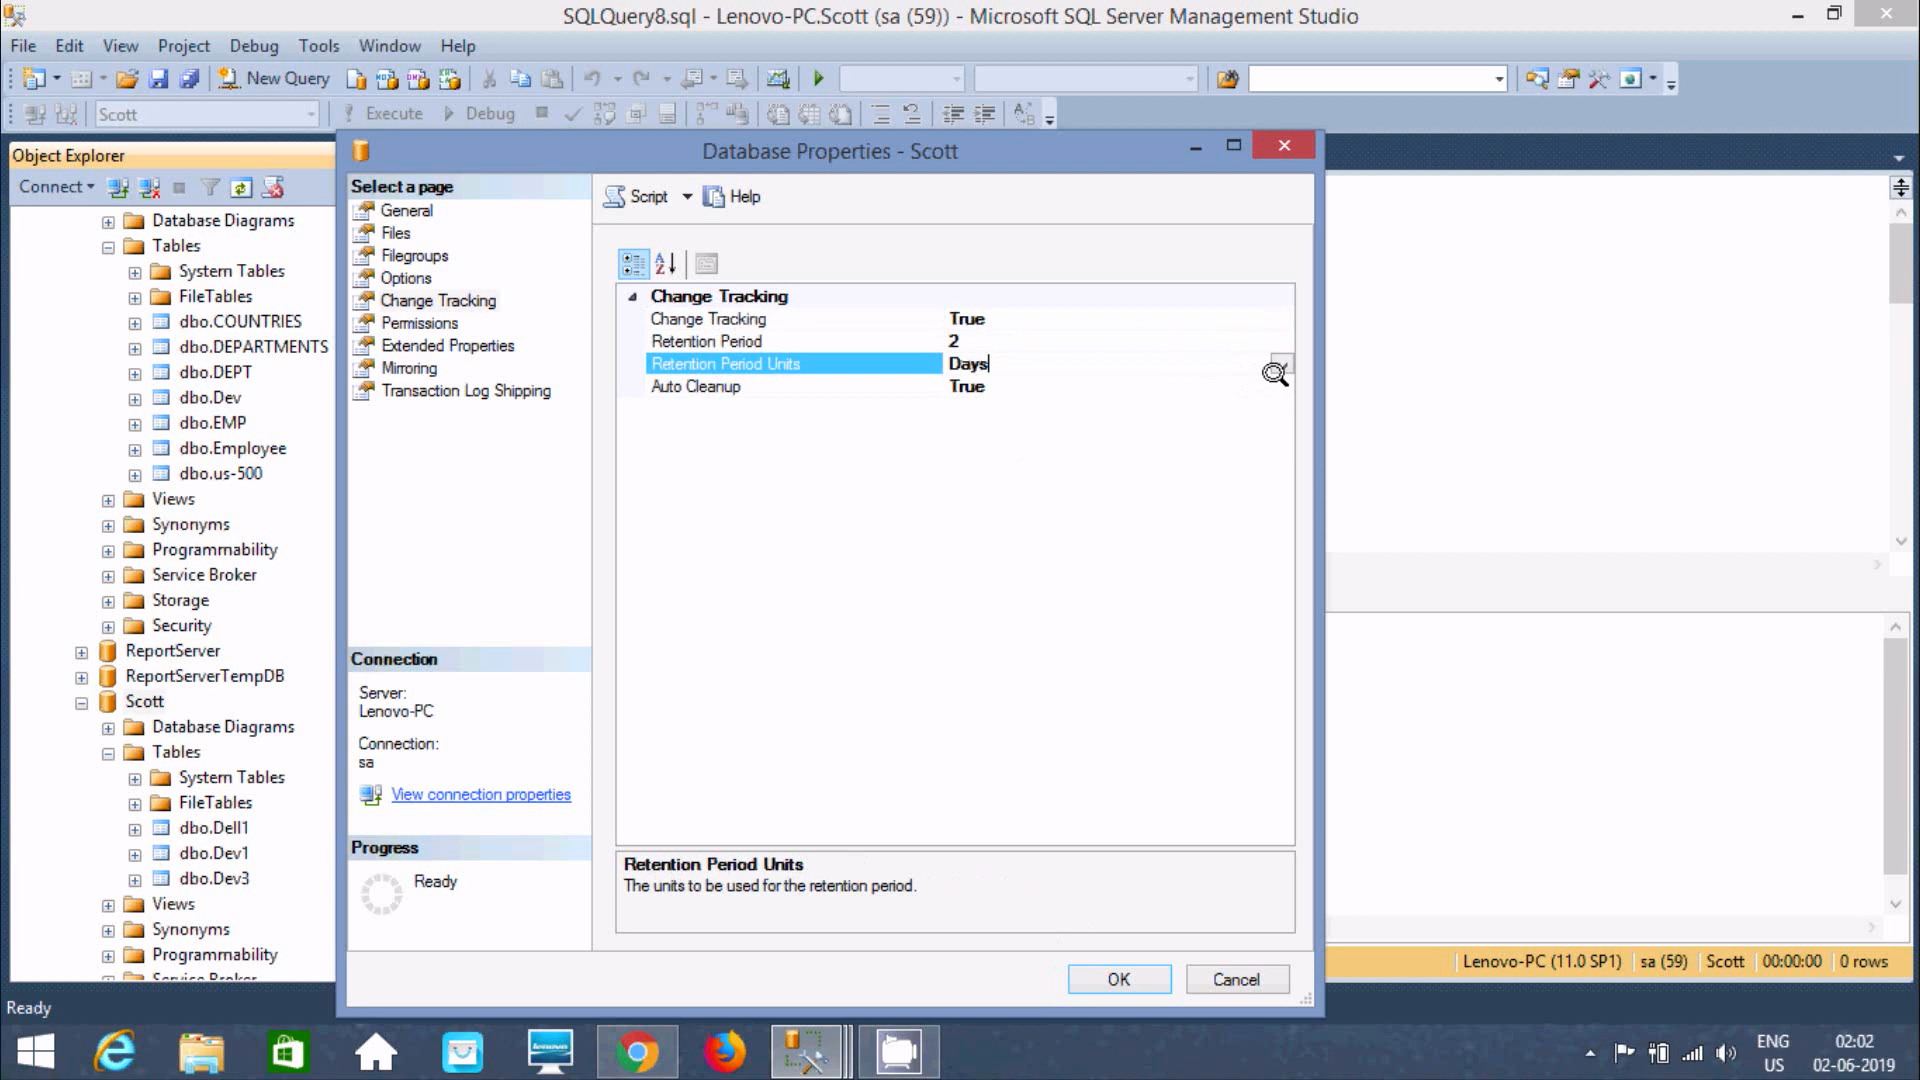 SQLQuery8.sql - Lenovo-PC.Scott (sa (59)) - Microsoft SQL Server Management Studio
File Edit View Project Debug Tools Window Help
New Query
Scott
Execute Debug
Object Explorer
Connect
Database Diagrams
Tables
System Tables
FileTables
dbo.COUNTRIES
dbo.DEPARTMENTS
dbo.DEPT
dbo.Dev
dbo.EMP
dbo.Employee
dbo.us-500
Views
Synonyms
Programmability
Service Broker
Storage
Security
ReportServer
ReportServerTempDB
Scott
Database Diagrams
Tables
System Tables
FileTables
dbo.Dell1
dbo.Dev1
dbo.Dev3
Views
Synonyms
Programmability
Service Broker
Database Properties - Scott
Select a page
General
Files
Filegroups
Options
Change Tracking
Permissions
Extended Properties
Mirroring
Transaction Log Shipping
Connection
Server:
Lenovo-PC
Connection:
sa
View connection properties
Progress
Ready
Script Help
Change Tracking
Change Tracking True
Retention Period 2
Retention Period Units Days
Auto Cleanup True
Retention Period Units
The units to be used for the retention period.
OK Cancel
Lenovo-PC (11.0 SP1) sa (59) Scott 00:00:00 0 rows
Ready
ENG
US
02:02
02-06-2019